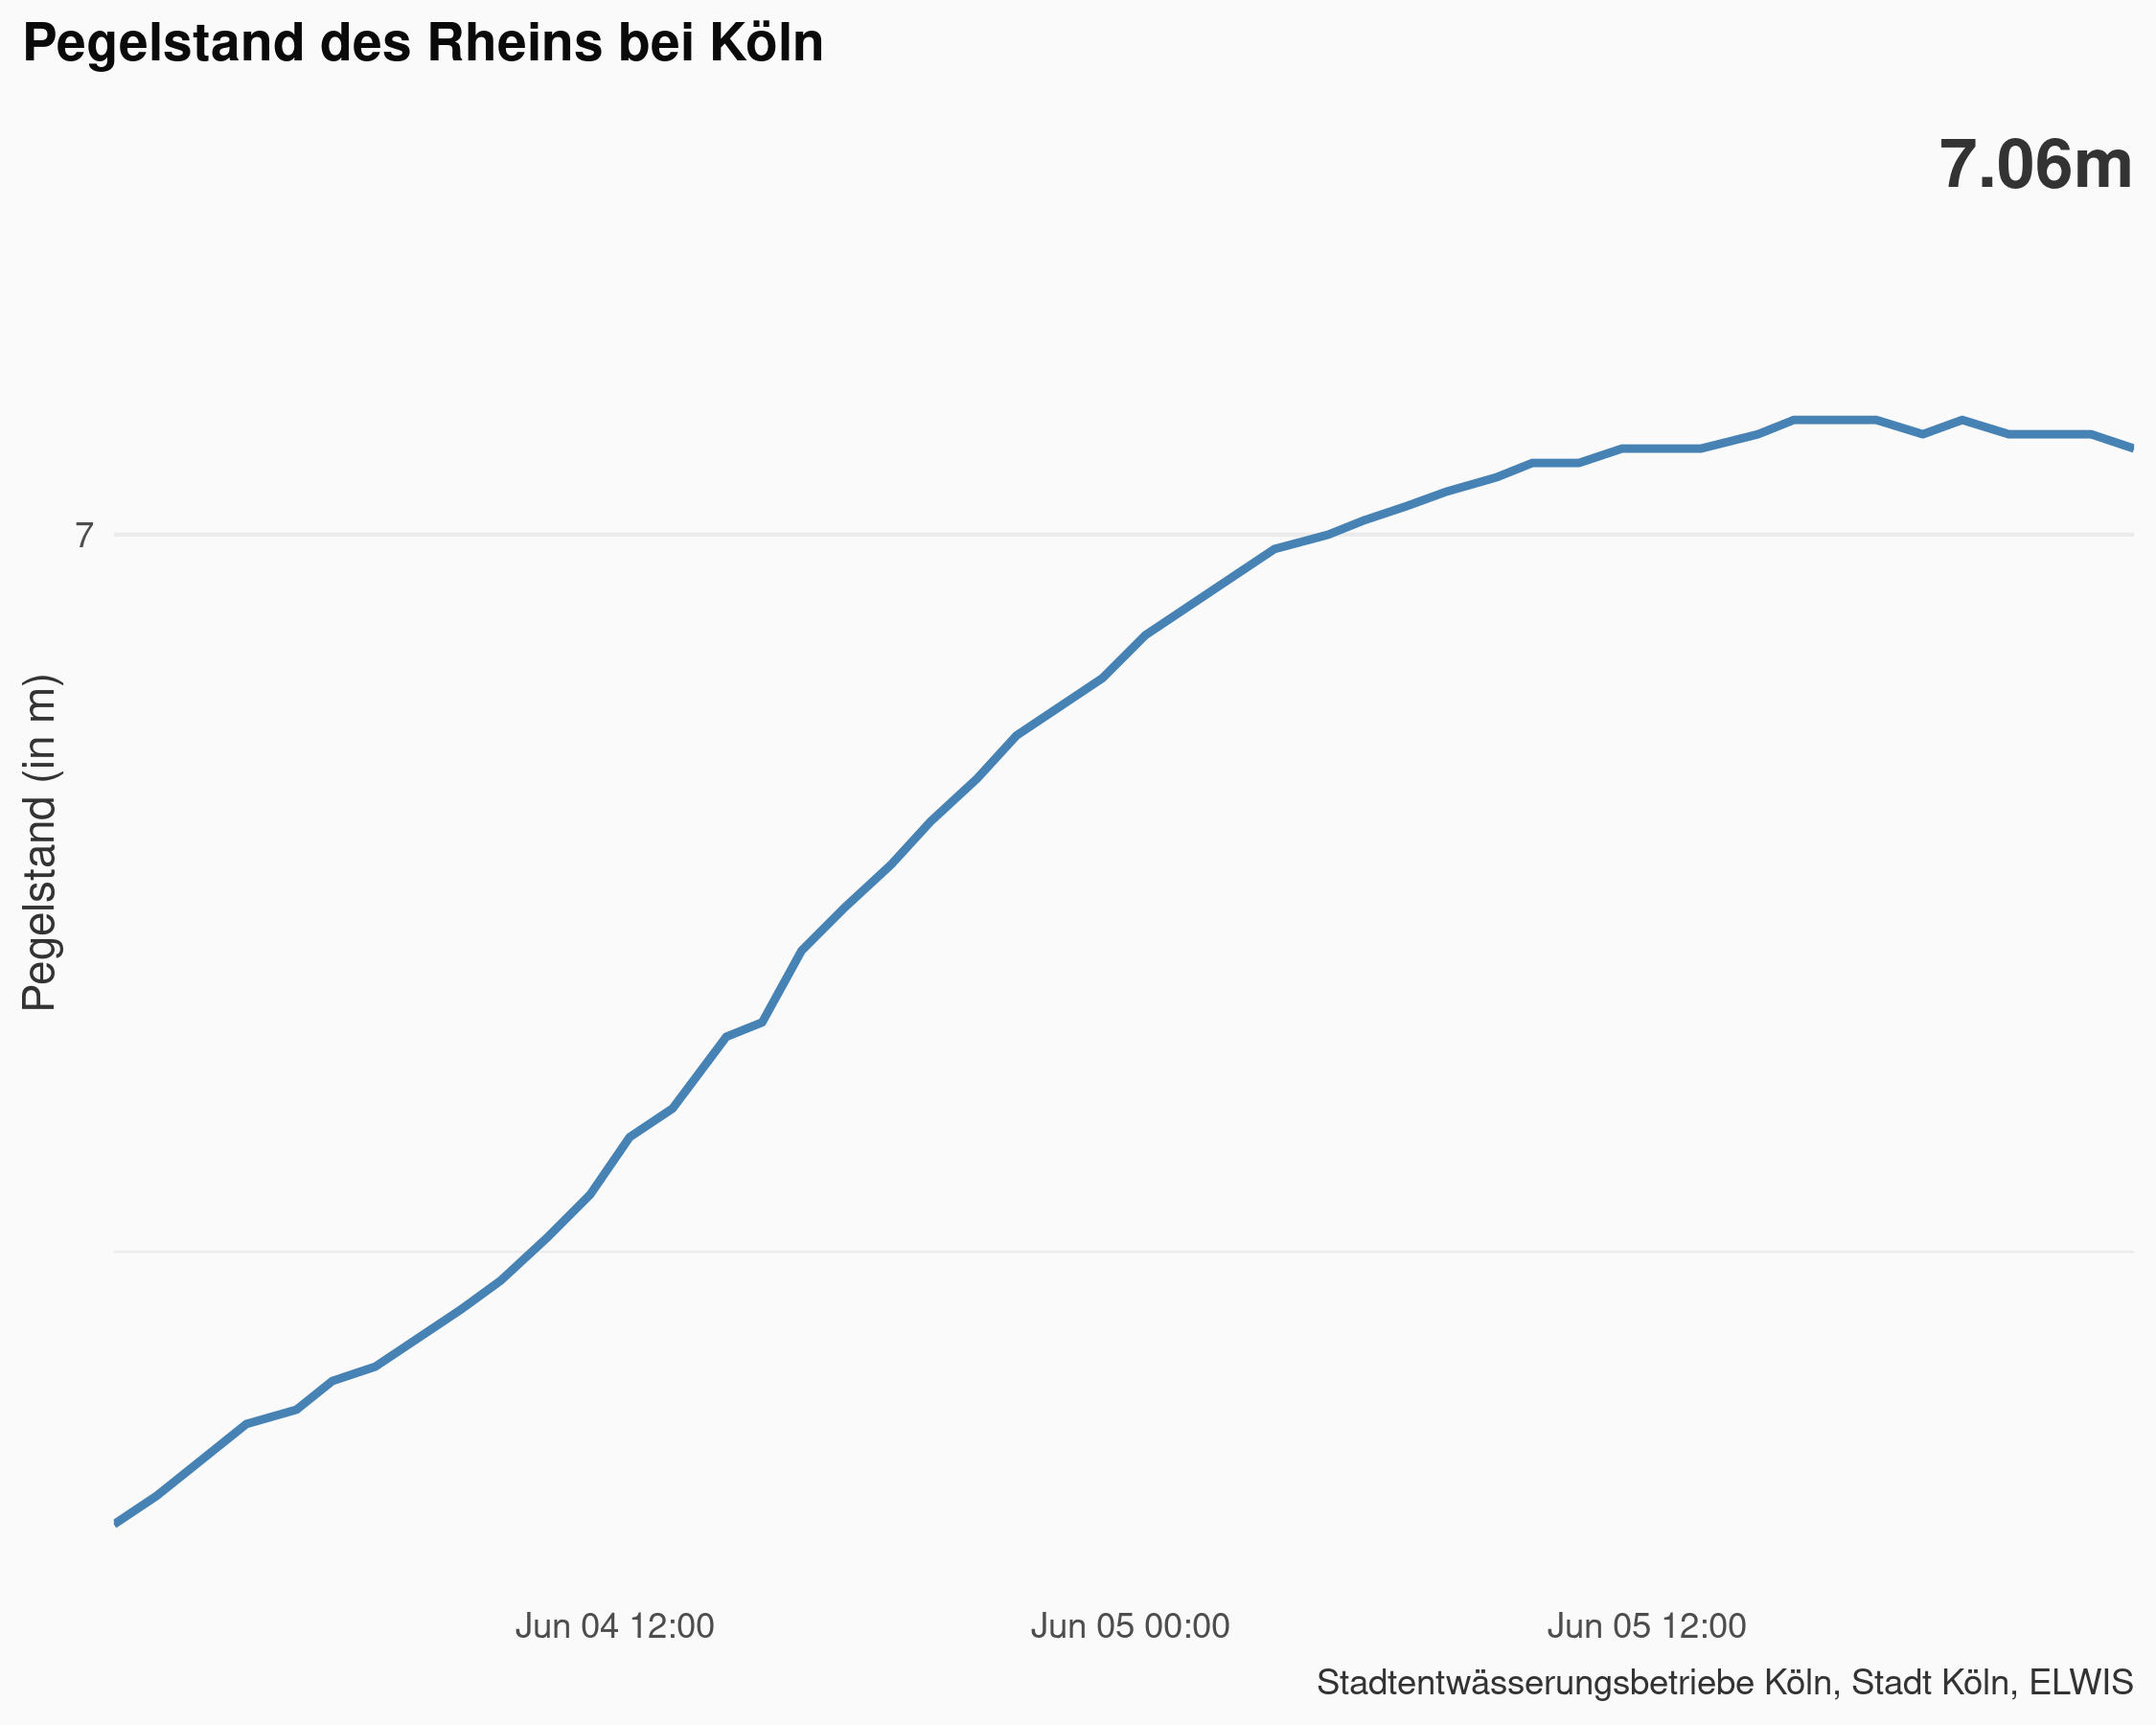 Pegelstand des Rheins bei Köln
7.06m
7
Pegelstand (in m)
Jun 04 12:00
Jun 05 00:00
Jun 05 12:00
Stadtentwässerungsbetriebe Köln, Stadt Köln, ELWIS